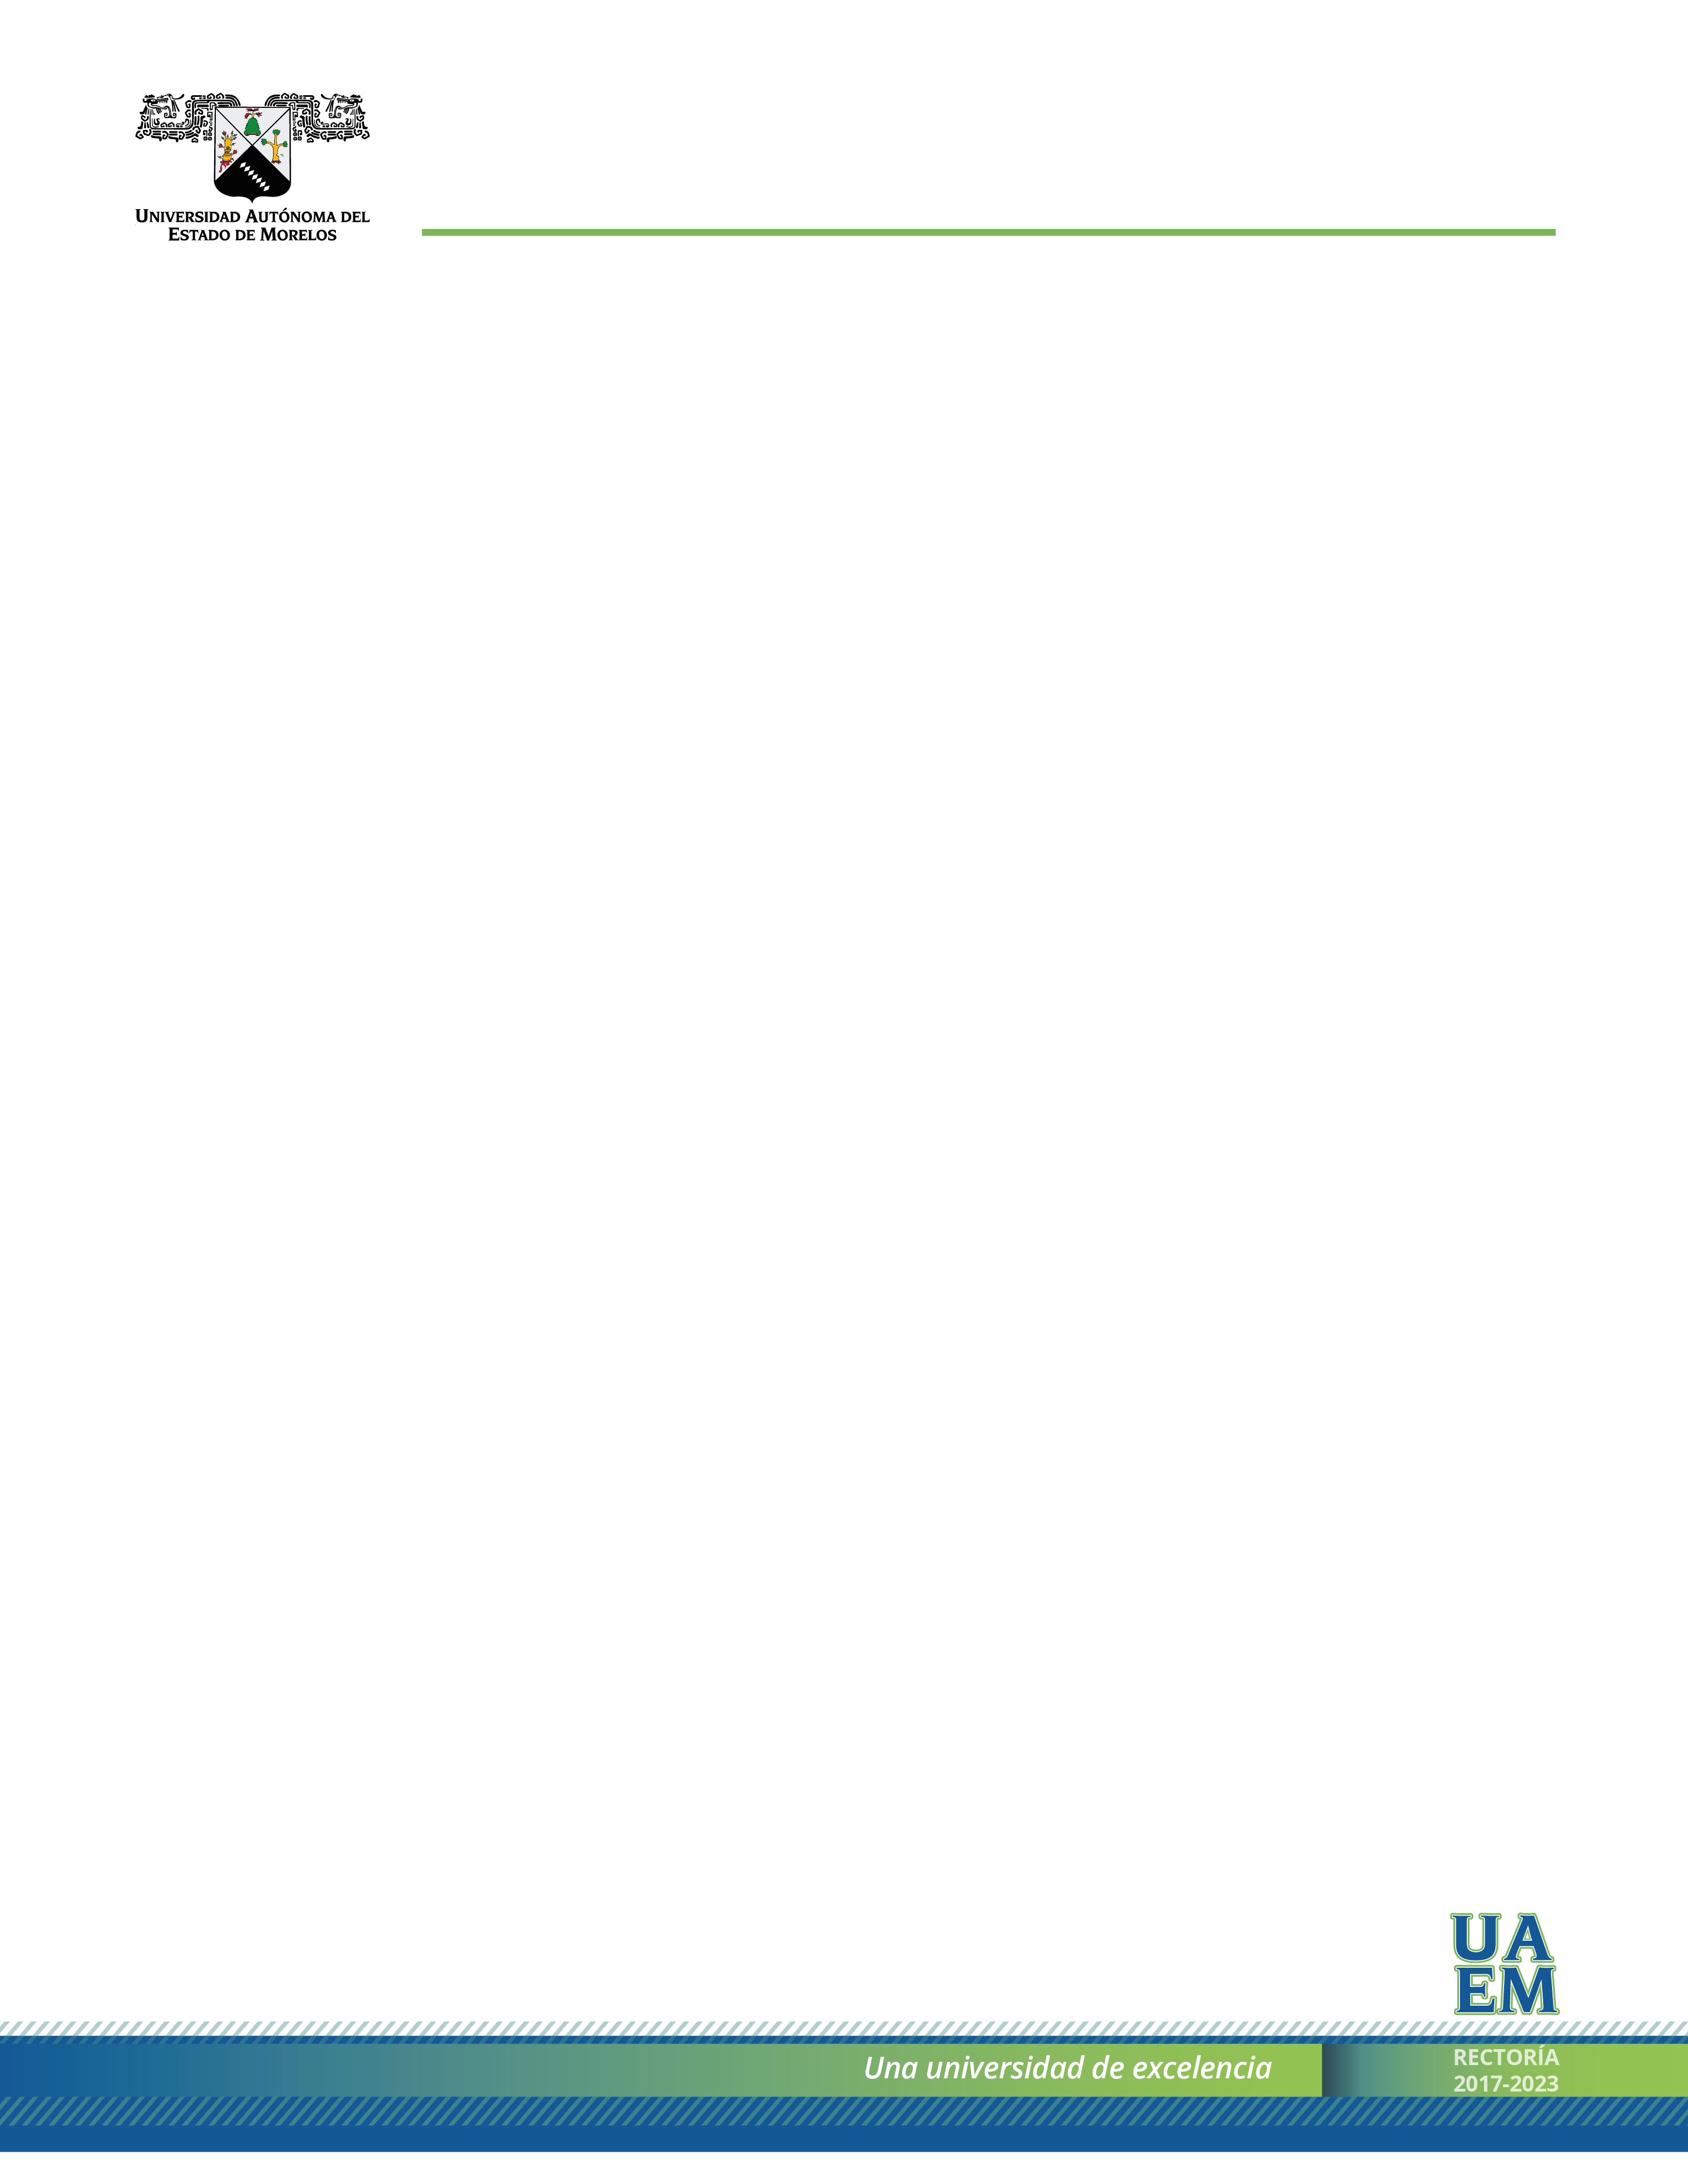 UNIVERSIDAD AUTÓNOMA DEL
ESTADO DE MORELOS
UA
EM
Una universidad de excelencia
RECTORÍA
2017-2023